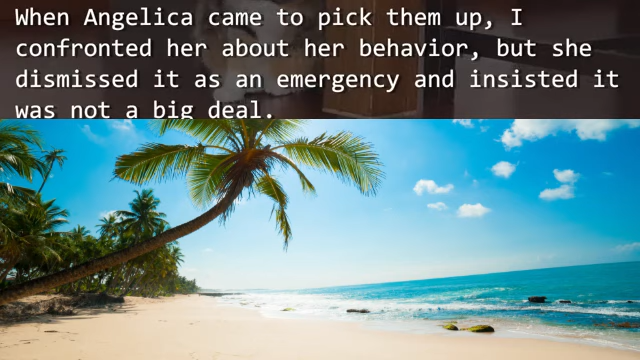 When Angelica came to pick them up, I
confronted her about her behavior, but she
dismissed it as an emergency and insisted it
was not a big deal.